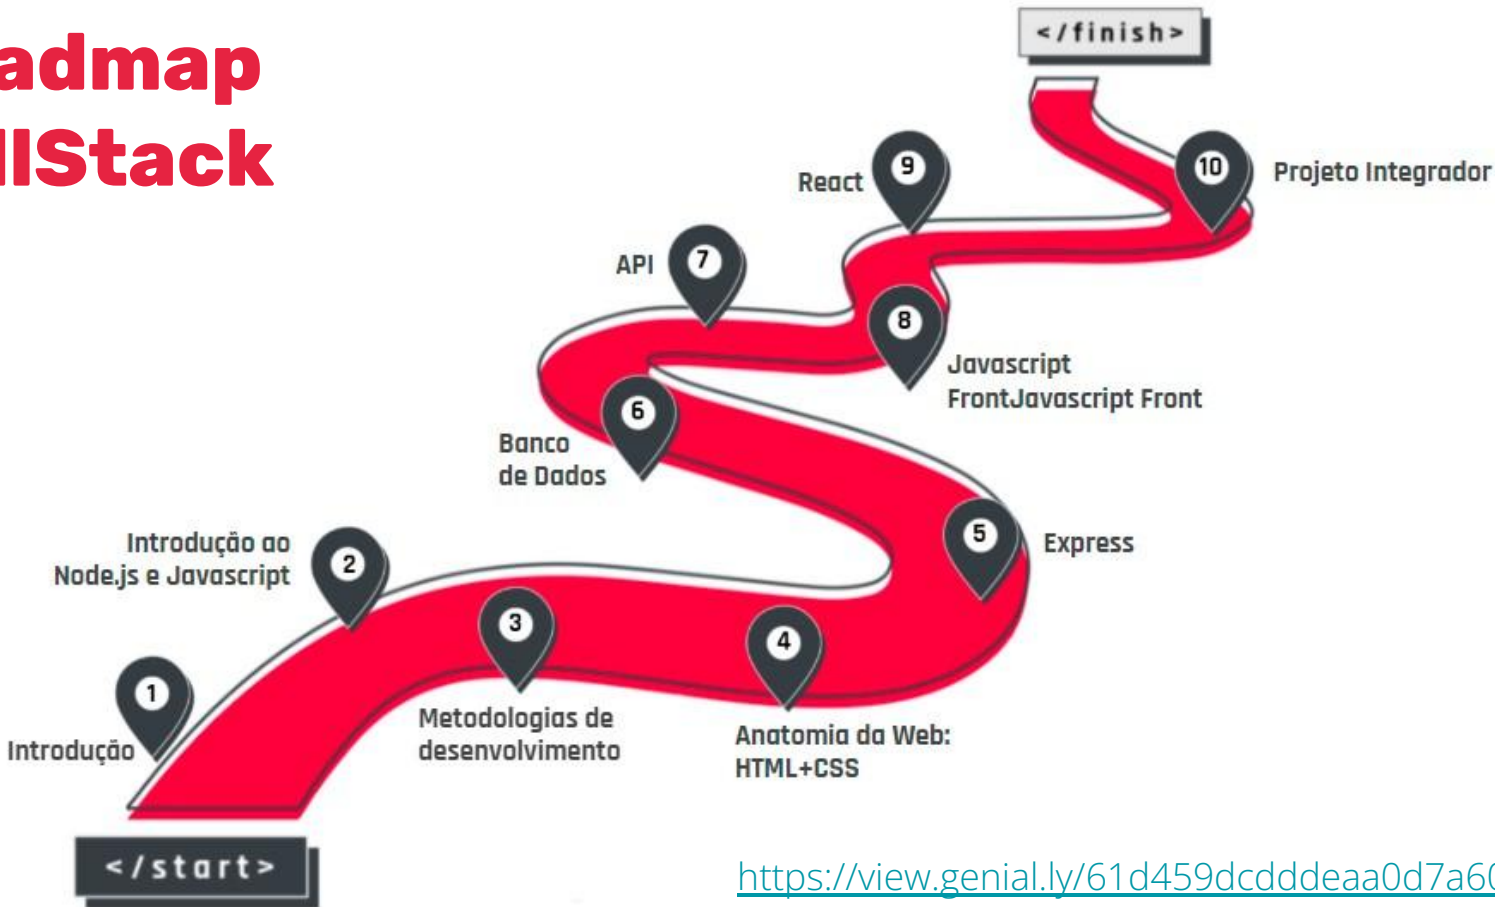 admap
llStack
</finish>
10
Projeto Integrador
9
React
API
7
8
Javascript
FrontJavascript Front
6
Banco
de Dados
5
Express
Introdução ao
Node.js e Javascript
2
3
4
1
Introdução
Metodologias de
desenvolvimento
Anatomia da Web:
HTML+CSS
</start>
https://view.genial.ly/61d459dcdddeaa0d7a60